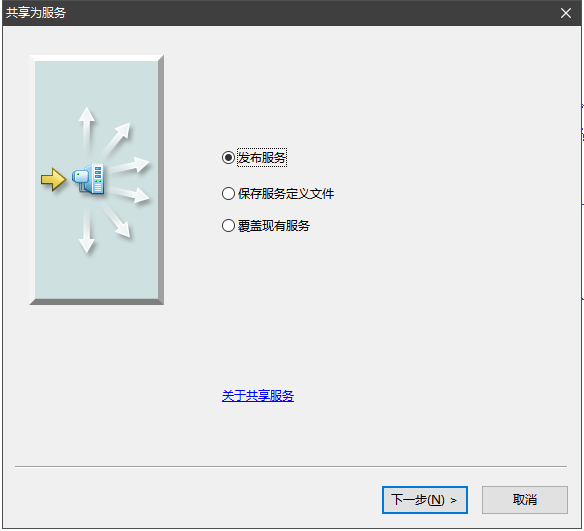 共享为服务
发布服务
保存服务定义文件
覆盖现有服务
关于共享服务
下一步(N) >
取消